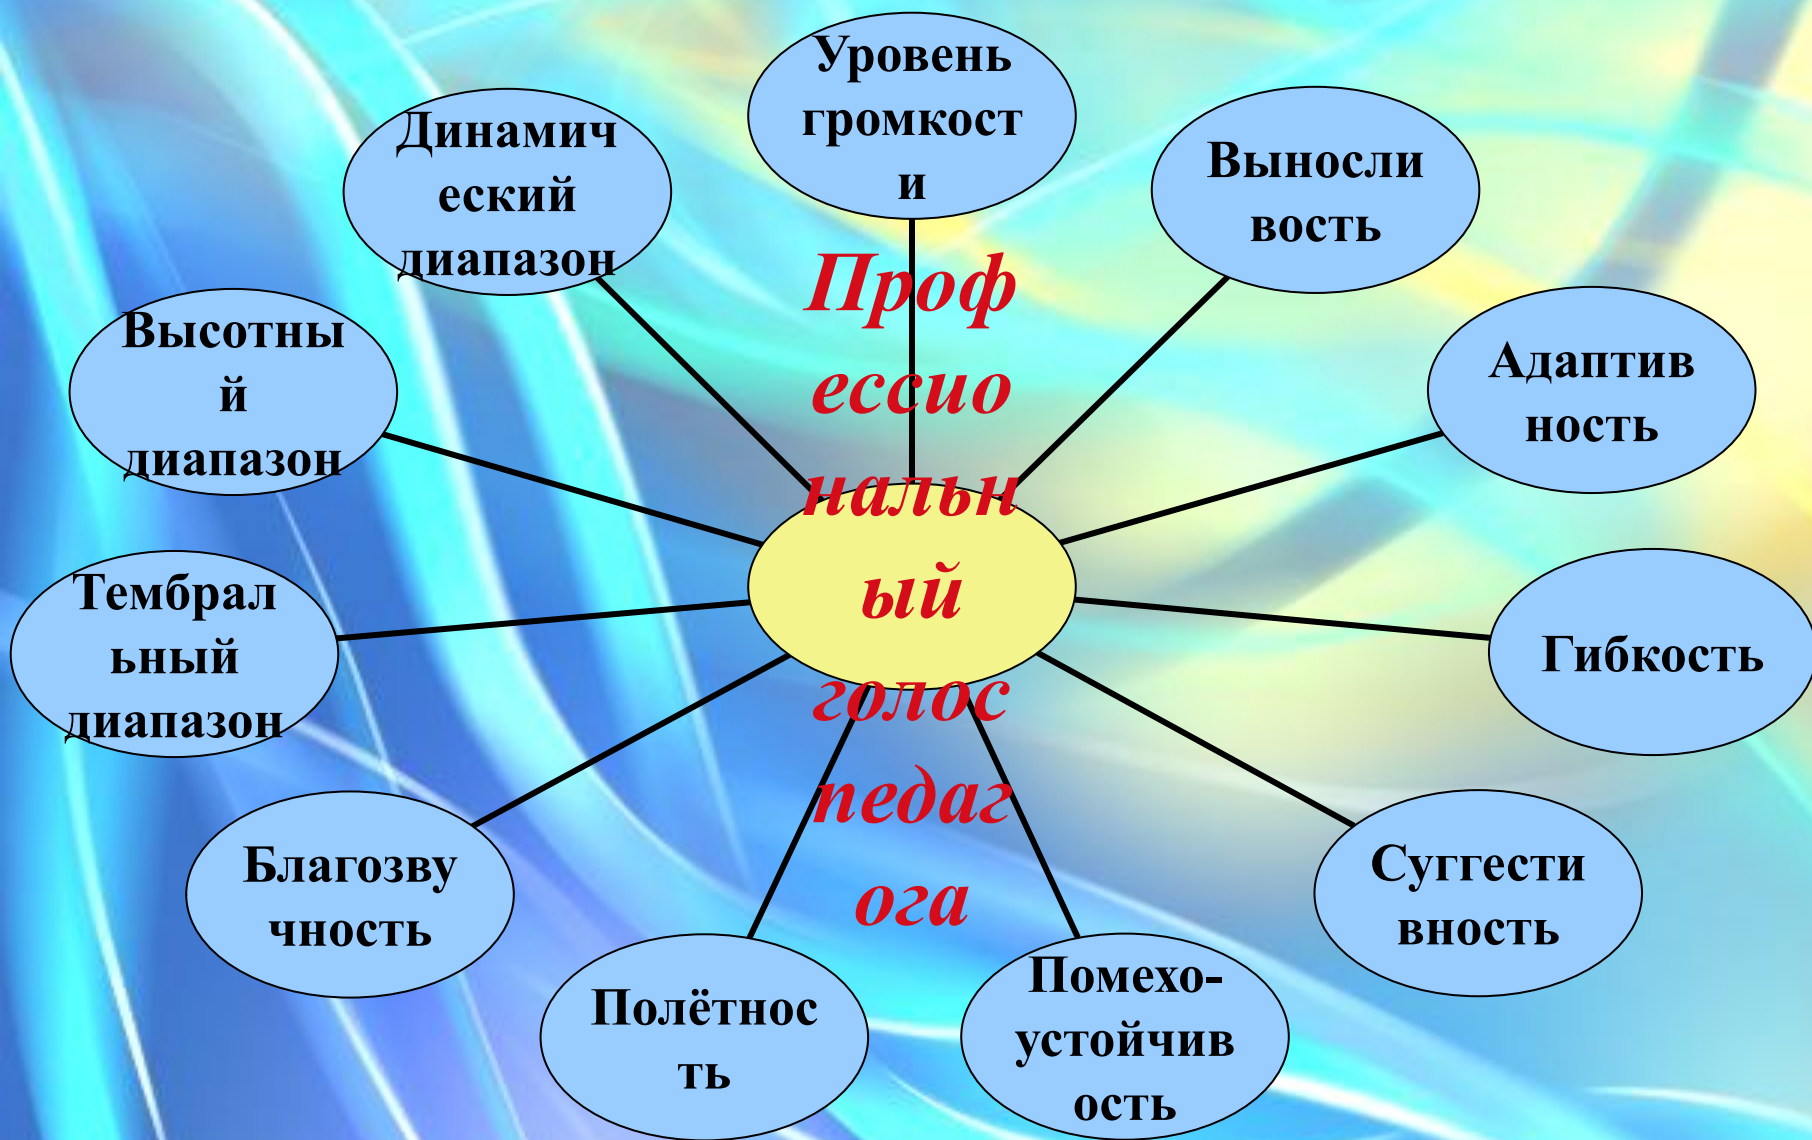 Уровень
громкост
и
Динамич
еский
диапазон
Выносли
вость
Высотны
й
диапазон
Адаптив
ность
Проф
ессио
нальн
ый
голос
педаг
ога
Тембрал
ьный
диапазон
Гибкость
Благозву
чность
Суггести
вность
Полётнос
ть
Помехо-
устойчив
ость